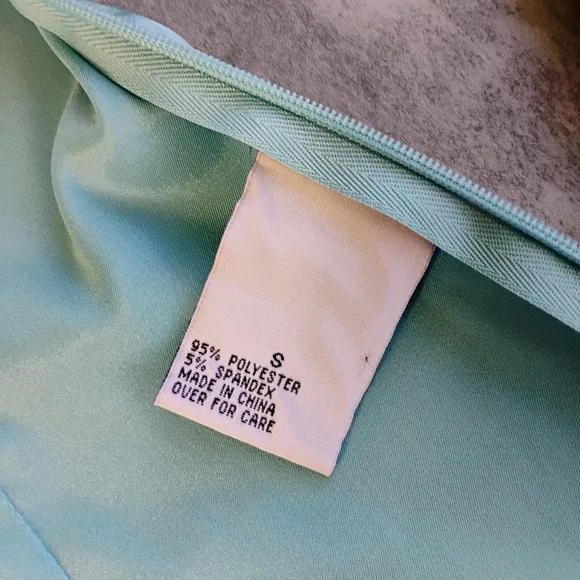 S
95% POLYESTER
5% SPANDEX
MADE IN CHINA
OVER FOR CARE